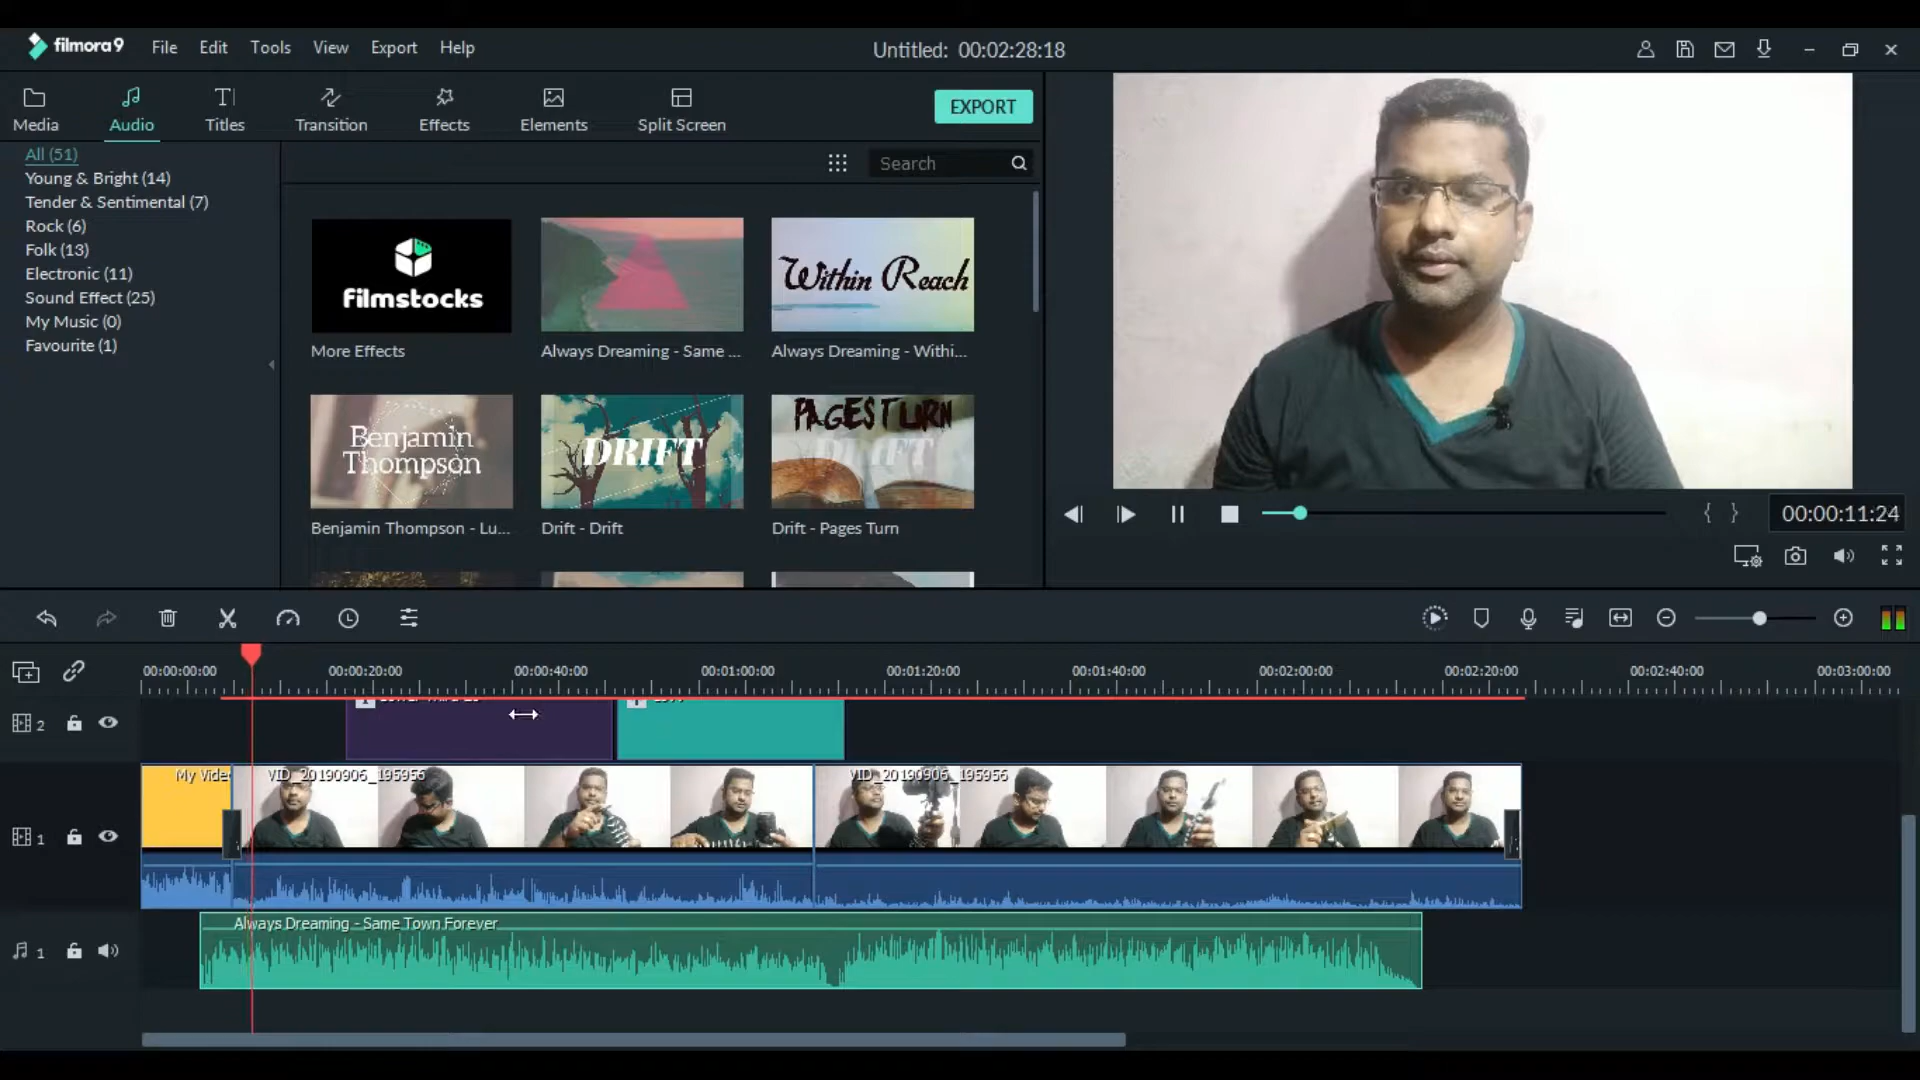 filmora9 File Edit Tools View Export Help Untitled: 00:02:28:18
Media Audio Titles Transition Effects Elements Split Screen EXPORT
All (51)
Young & Bright (14)
Tender & Sentimental (7)
Rock (6)
Folk (13)
Electronic (11)
Sound Effect (25)
My Music (0)
Favourite (1)
Search
filmstocks
Within Reach
More Effects Always Dreaming - Same ... Always Dreaming - Withi...
Benjamin
Thompson
DRIFT
PAGES TURN
DRIFT
Benjamin Thompson - Lu... Drift - Drift Drift - Pages Turn
00:00:11:24
00:00:00:00 00:00:20:00 00:00:40:00 00:01:00:00 00:01:20:00 00:01:40:00 00:02:00:00 00:02:20:00 00:02:40:00 00:03:00:00
2
My Vide VID_20190906_195956 VID_20190906_195956
1
Always Dreaming - Same Town Forever
1